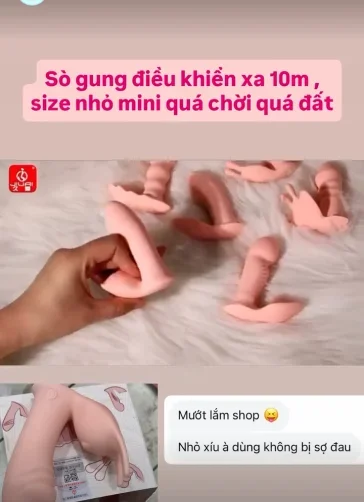 Sò gung điều khiển xa 10m ,
size nhỏ mini quá chời quá đất
Mướt lắm shop 😝
Nhỏ xíu à dùng không bị sợ đau